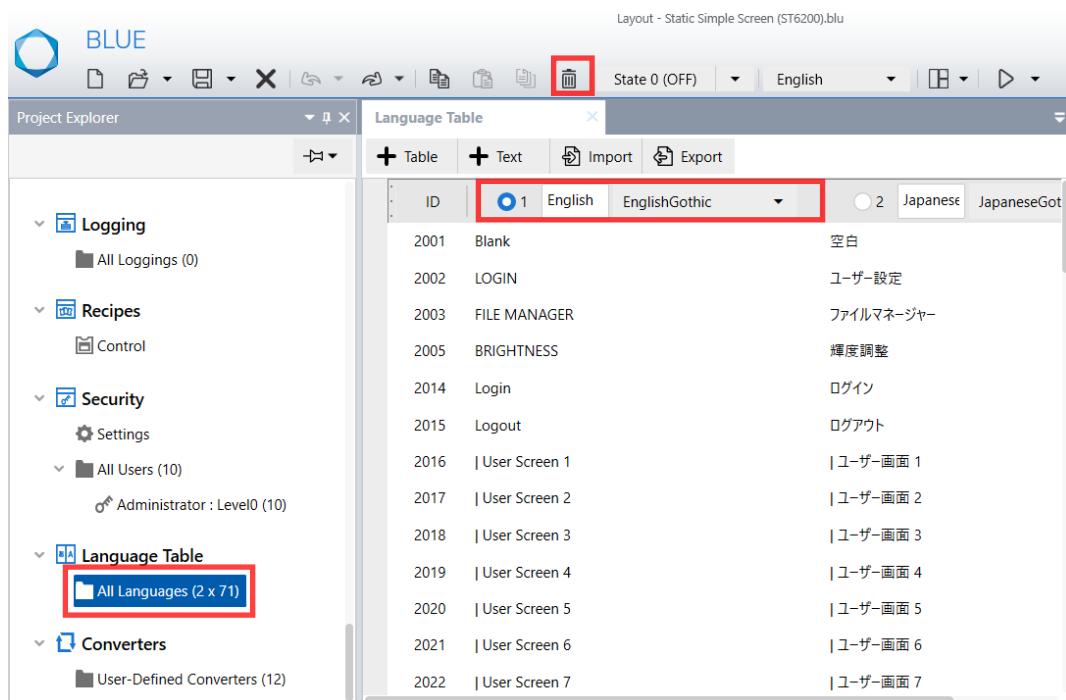 Layout - Static Simple Screen (ST6200).blu
BLUE
State 0 (OFF) English
Project Explorer
Language Table
Table Text Import Export
ID 1 English EnglishGothic 2 Japanese JapaneseGot
Logging
All Loggings (0)
Recipes
Control
Security
Settings
All Users (10)
Administrator : Level0 (10)
Language Table
All Languages (2 x 71)
Converters
User-Defined Converters (12)
2001 Blank 空白
2002 LOGIN ユーザー設定
2003 FILE MANAGER ファイルマネージャー
2005 BRIGHTNESS 輝度調整
2014 Login ログイン
2015 Logout ログアウト
2016 | User Screen 1 | ユーザー画面 1
2017 | User Screen 2 | ユーザー画面 2
2018 | User Screen 3 | ユーザー画面 3
2019 | User Screen 4 | ユーザー画面 4
2020 | User Screen 5 | ユーザー画面 5
2021 | User Screen 6 | ユーザー画面 6
2022 | User Screen 7 | ユーザー画面 7